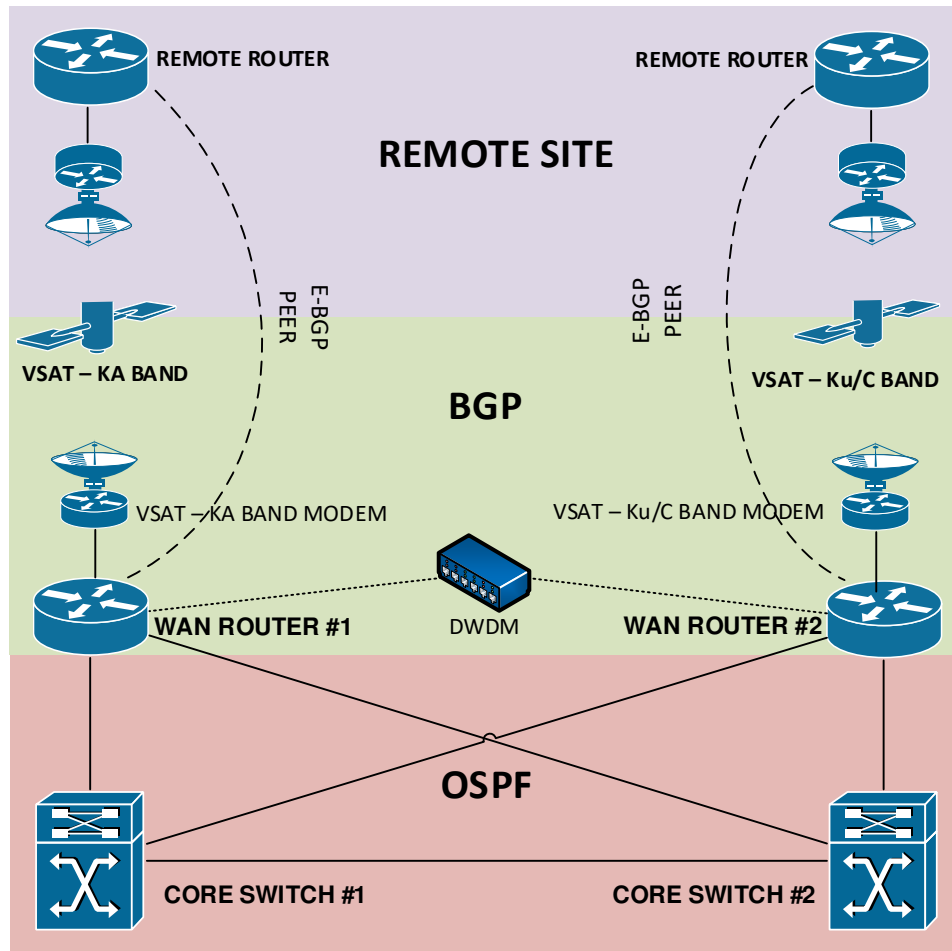 REMOTE ROUTER
REMOTE ROUTER
REMOTE SITE
E-BGP
PEER
E-BGP
PEER
VSAT – KA BAND
VSAT – Ku/C BAND
BGP
VSAT – KA BAND MODEM
VSAT – Ku/C BAND MODEM
WAN ROUTER #1
DWDM
WAN ROUTER #2
OSPF
CORE SWITCH #1
CORE SWITCH #2